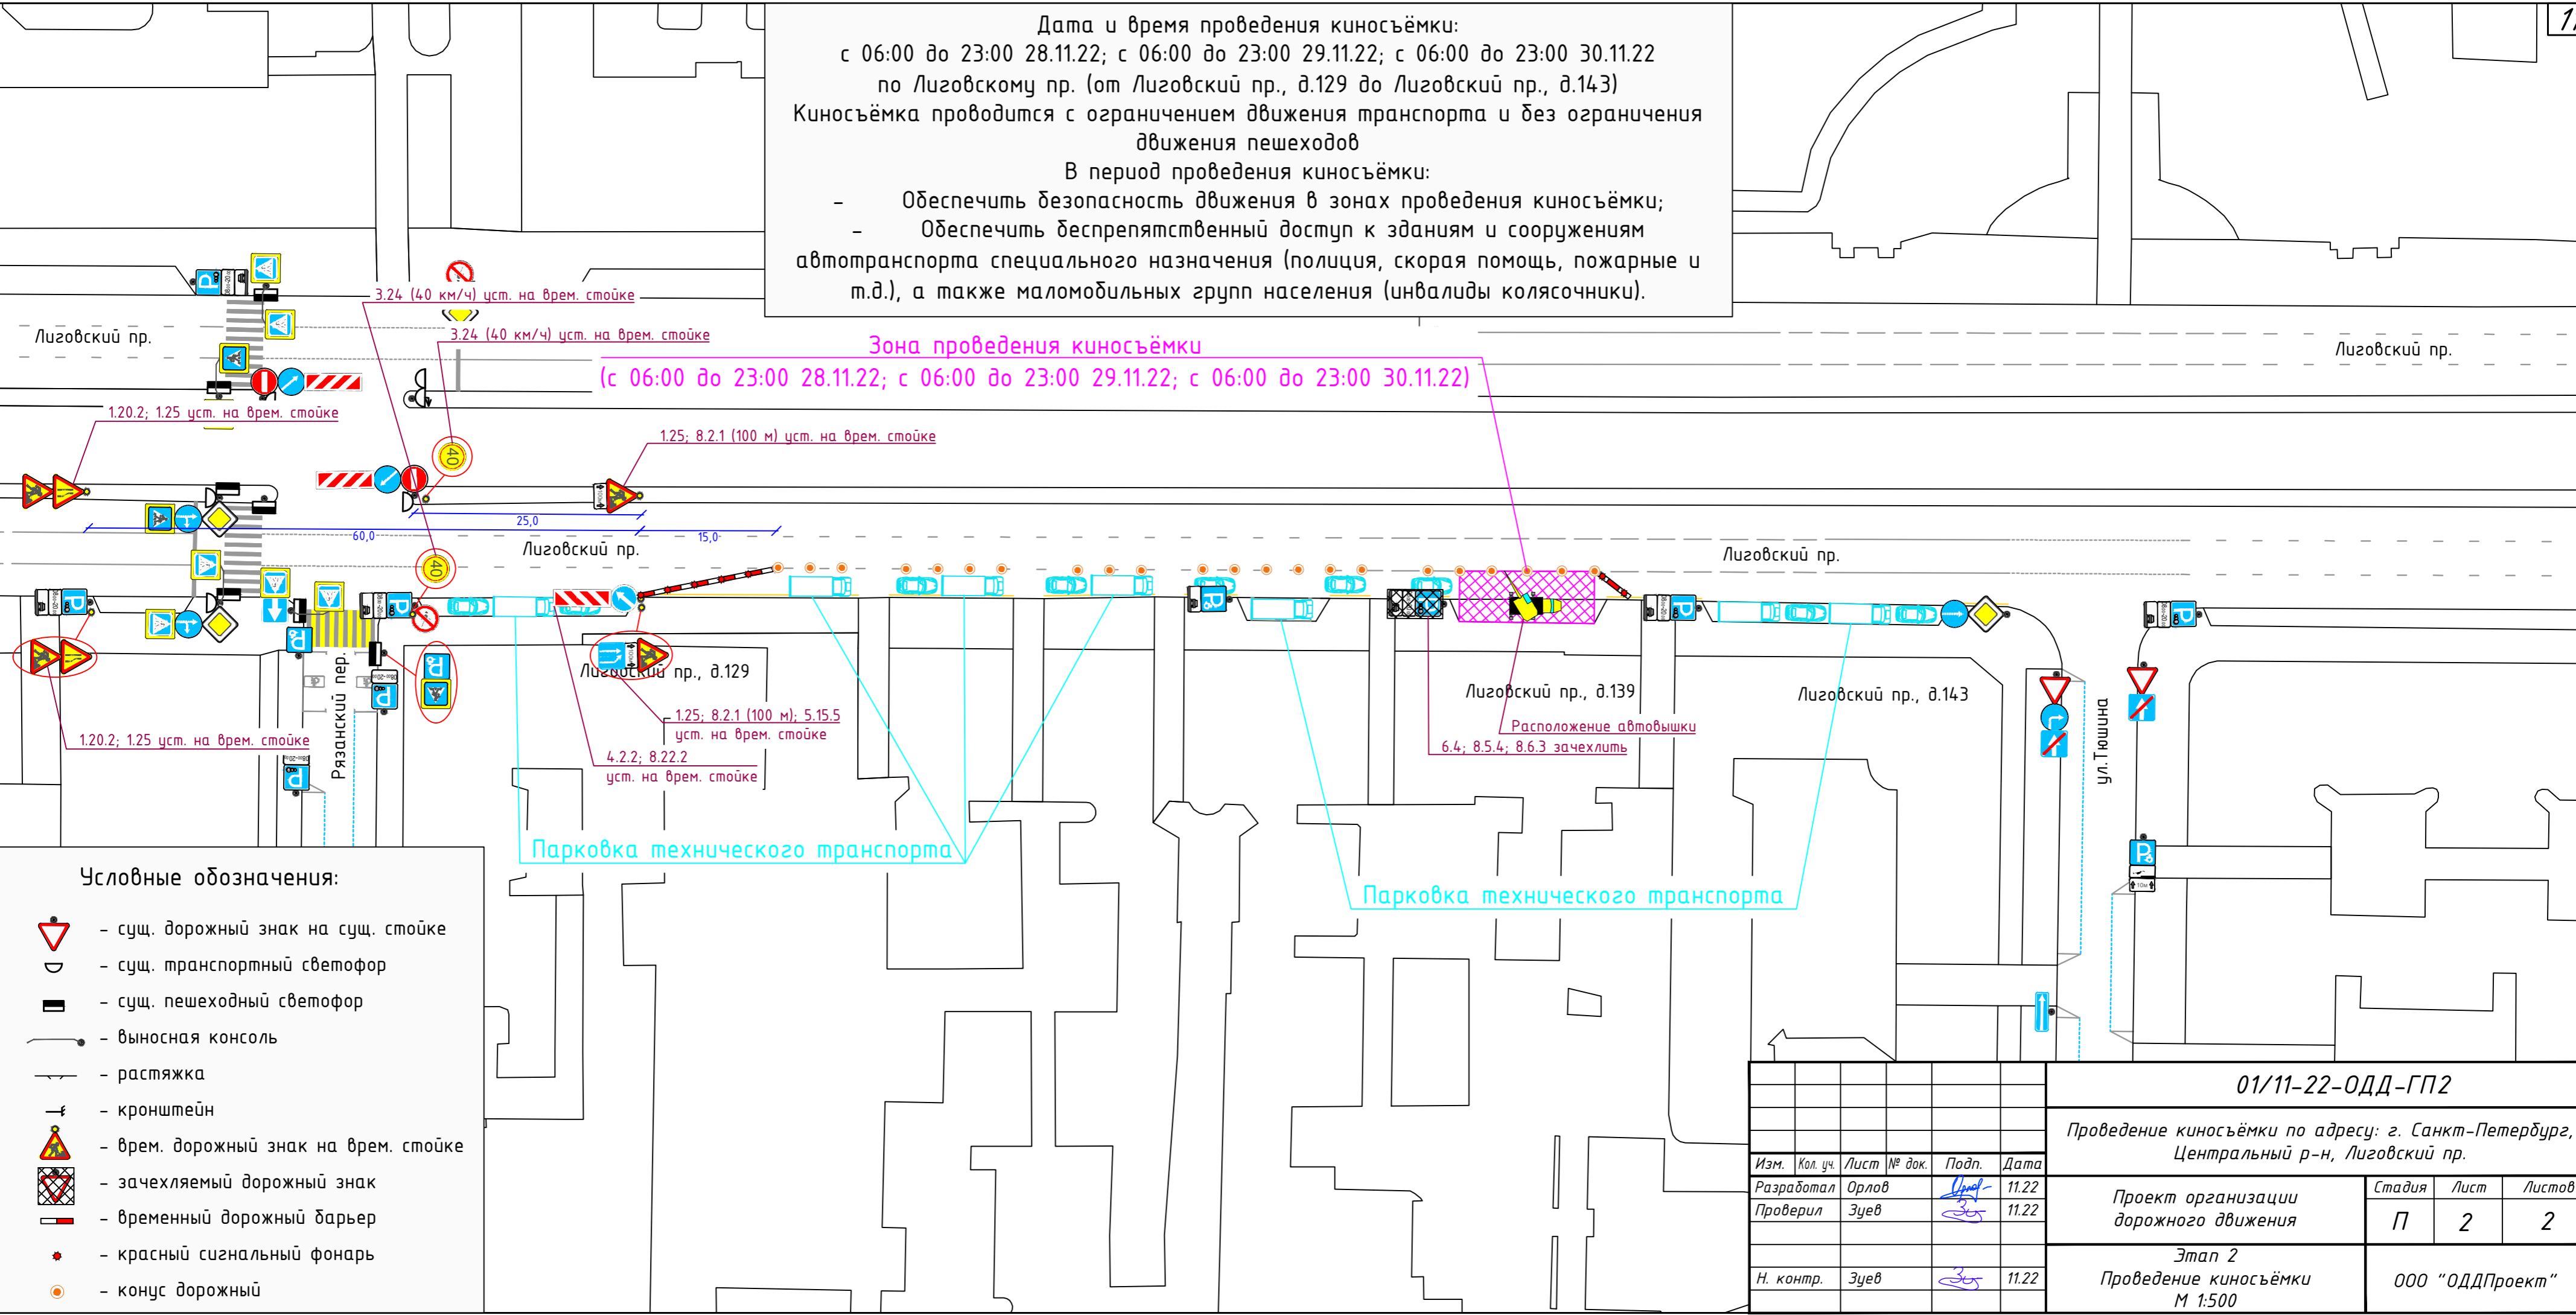 Дата и время проведения киносъёмки:
с 06:00 до 23:00 28.11.22; с 06:00 до 23:00 29.11.22; с 06:00 до 23:00 30.11.22
по Лиговскому пр. (от Лиговский пр., д.129 до Лиговский пр., д.143)
Киносъёмка проводится с ограничением движения транспорта и без ограничения
движения пешеходов
В период проведения киносъёмки:
- Обеспечить безопасность движения в зонах проведения киносъёмки;
- Обеспечить беспрепятственный доступ к зданиям и сооружениям
автотранспорта специального назначения (полиция, скорая помощь, пожарные и
т.д.), а также маломобильных групп населения (инвалиды колясочники).
3.24 (40 км/ч) уст. на врем. стойке
3.24 (40 км/ч) уст. на врем. стойке
Лиговский пр.
Зона проведения киносъёмки
(с 06:00 до 23:00 28.11.22; с 06:00 до 23:00 29.11.22; с 06:00 до 23:00 30.11.22)
Лиговский пр.
1.20.2; 1.25 уст. на врем. стойке
1.25; 8.2.1 (100 м) уст. на врем. стойке
40
25,0
60,0
15,0
Лиговский пр.
Лиговский пр.
40
Лиговский пр., д.129
Лиговский пр., д.139
Лиговский пр., д.143
1.20.2; 1.25 уст. на врем. стойке
Рязанский пер.
1.25; 8.2.1 (100 м); 5.15.5
уст. на врем. стойке
4.2.2; 8.22.2
уст. на врем. стойке
Расположение автовышки
6.4; 8.5.4; 8.6.3 зачехлить
ул.Тюшина
Парковка технического транспорта
Парковка технического транспорта
P
10м
Условные обозначения:
- сущ. дорожный знак на сущ. стойке
- сущ. транспортный светофор
- сущ. пешеходный светофор
- выносная консоль
- растяжка
- кронштейн
- врем. дорожный знак на врем. стойке
- зачехляемый дорожный знак
- временный дорожный барьер
- красный сигнальный фонарь
- конус дорожный
01/11-22-ОДД-ГП2
Проведение киносъёмки по адресу: г. Санкт-Петербург,
Центральный р-н, Лиговский пр.
Изм. Кол. уч. Лист № док. Подп. Дата
Разработал Орлов 11.22
Проверил Зуев 11.22
Н. контр. Зуев 11.22
Проект организации
дорожного движения
Стадия Лист Листов
П 2 2
Этап 2
Проведение киносъёмки
М 1:500
ООО "ОДДПроект"